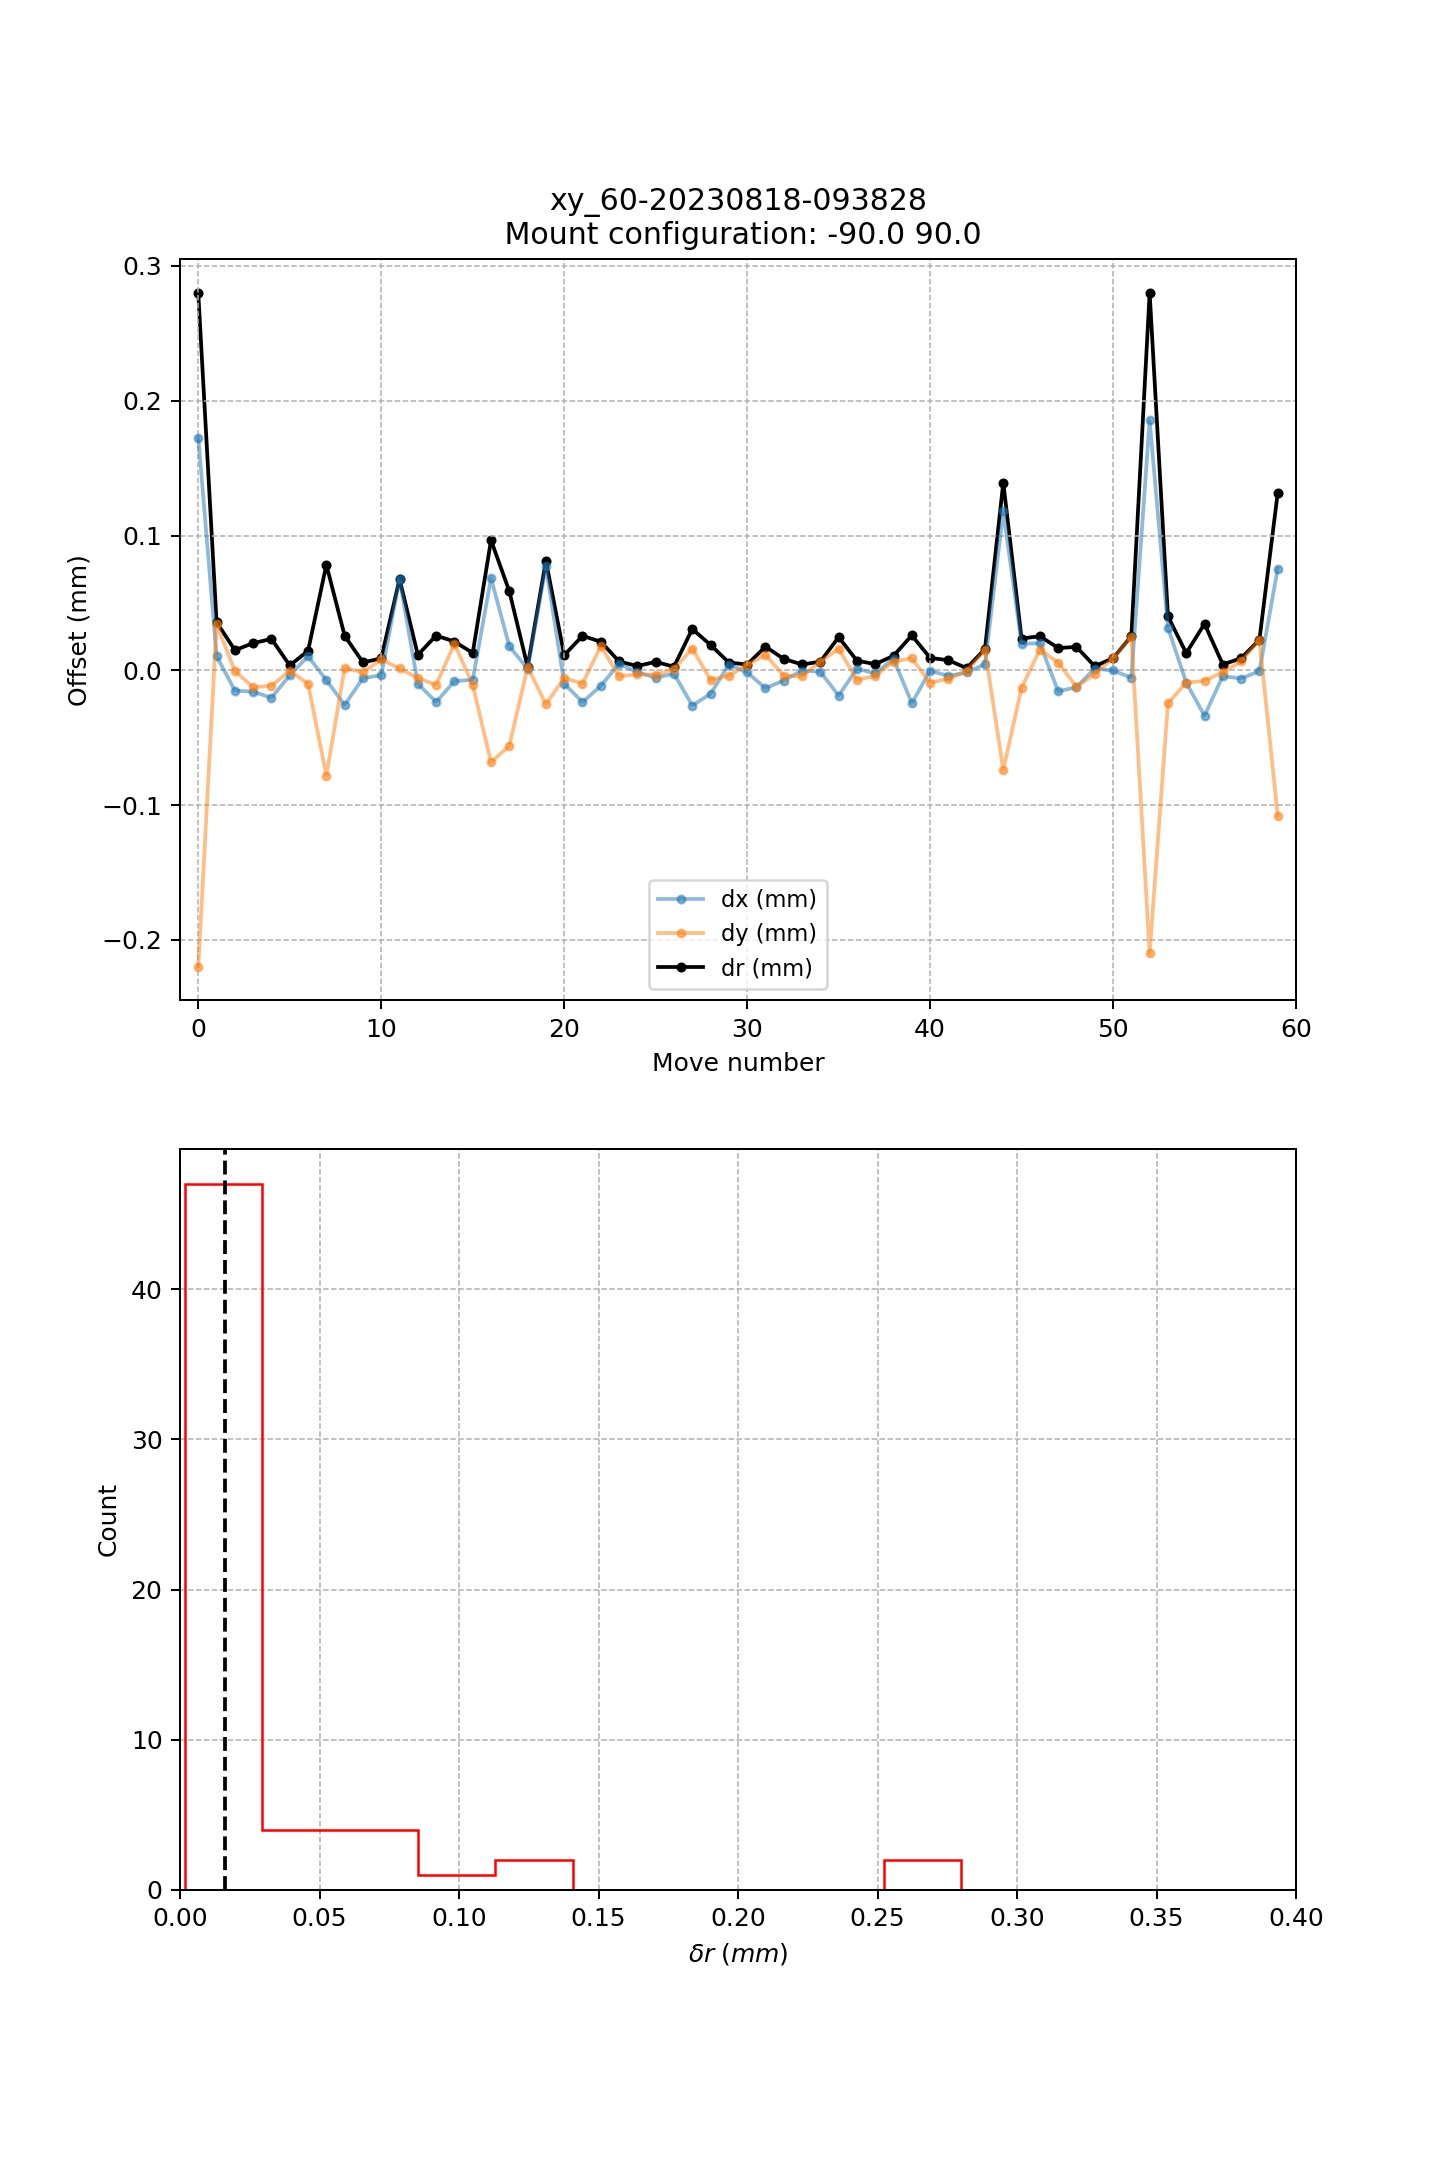 xy_60-20230818-093828
Mount configuration: -90.0 90.0
0.3
0.2
0.1
0.0
−0.1
−0.2
Offset (mm)
dx (mm)
dy (mm)
dr (mm)
0 10 20 30 40 50 60
Move number
40
30
20
10
0
Count
0.00 0.05 0.10 0.15 0.20 0.25 0.30 0.35 0.40
δr (mm)